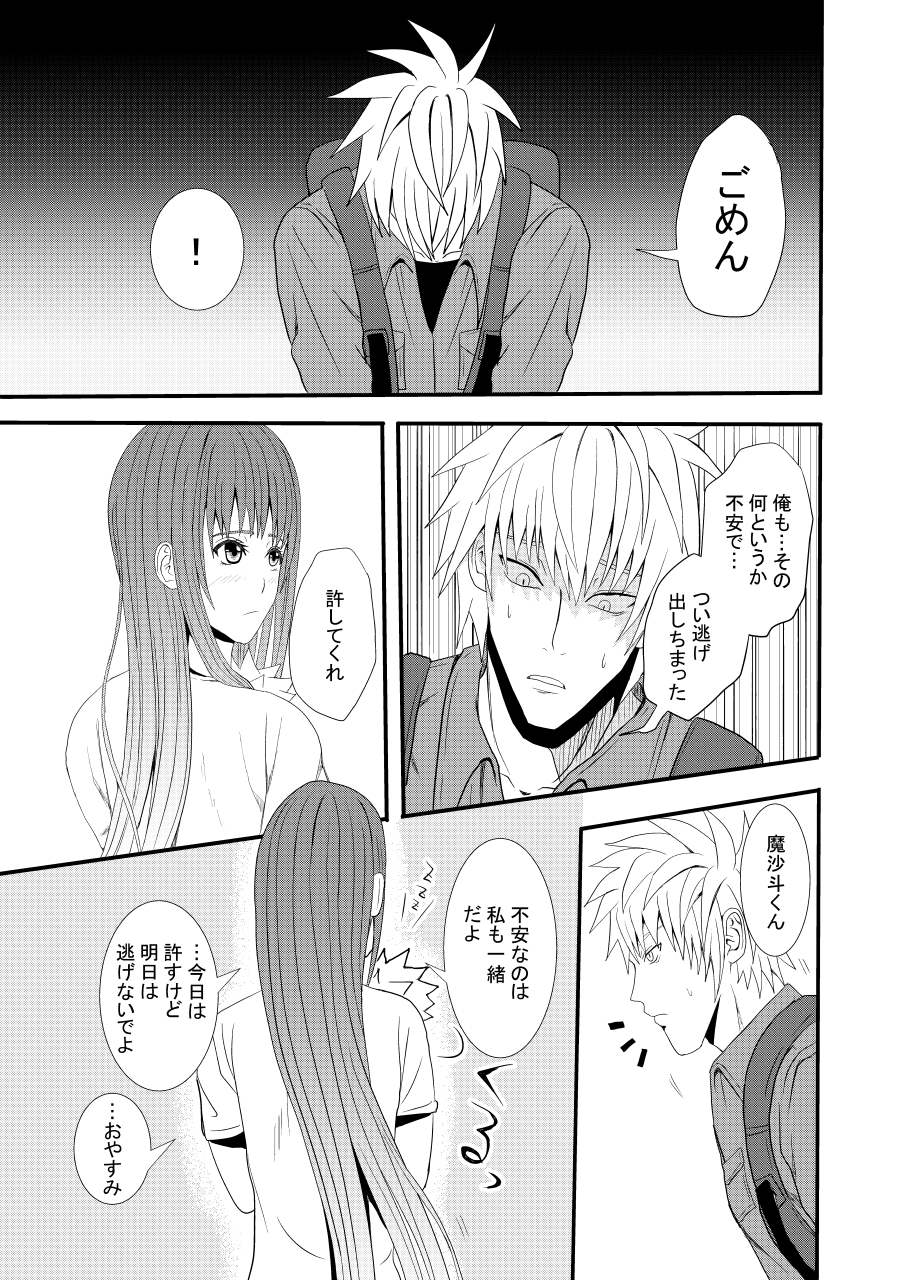 ごめん
！
俺も…その
何というか
不安で…
つい逃げ
出しちまった
許してくれ
魔沙斗くん
不安なのは
私も一緒
だよ
zzz
…今日は
許すけど
明日は
逃げないでよ
…おやすみ